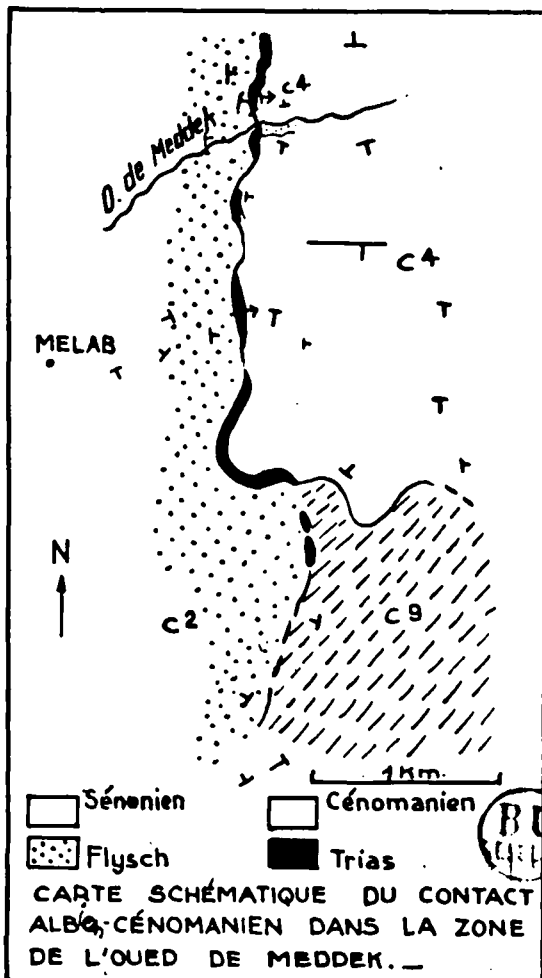 C4
O. de Meddek
C4
T
MELAB
N
C2
C9
1 Km.
Sénonien
Cénomanien
Flysch
Trias
CARTE SCHÉMATIQUE DU CONTACT
CÉNOMANIEN DANS LA ZONE
DE L'OUED DE MEDDEK._